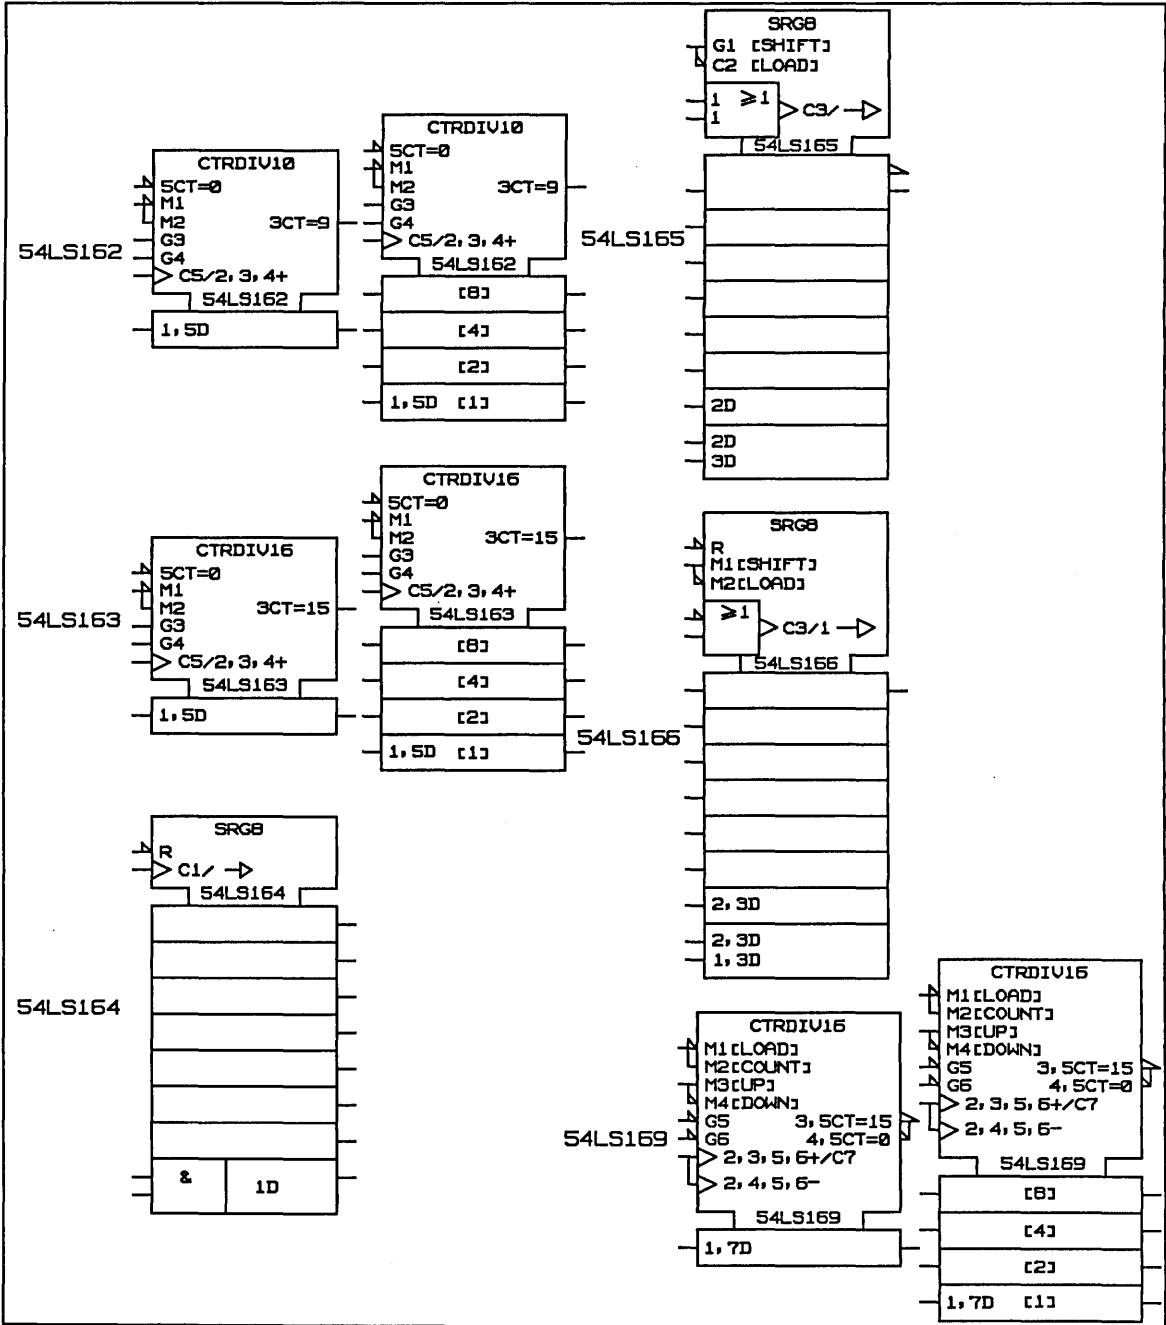 54LS162
CTRDIV10
5CT=0
M1
M2
3CT=9
G3
G4
C5/2,3,4+
54LS162
1,5D
CTRDIV10
5CT=0
M1
M2
3CT=9
G3
G4
C5/2,3,4+
54LS162
[8]
[4]
[2]
1,5D [1]
54LS163
CTRDIV16
5CT=0
M1
M2
3CT=15
G3
G4
C5/2,3,4+
54LS163
1,5D
CTRDIV16
5CT=0
M1
M2
3CT=15
G3
G4
C5/2,3,4+
54LS163
[8]
[4]
[2]
1,5D [1]
54LS164
SRG8
R
C1/
54LS164
&
1D
54LS165
SRG8
G1 [SHIFT]
C2 [LOAD]
1 ≥1
1
C3/
54LS165
2D
2D
3D
54LS166
SRG8
R
M1[SHIFT]
M2[LOAD]
≥1
C3/1
54LS166
2,3D
2,3D
1,3D
54LS169
CTRDIV16
M1[LOAD]
M2[COUNT]
M3[UP]
M4[DOWN]
G5 3,5CT=15
G6 4,5CT=0
2,3,5,6+/C7
2,4,5,6-
54LS169
1,7D
CTRDIV16
M1[LOAD]
M2[COUNT]
M3[UP]
M4[DOWN]
G5 3,5CT=15
G6 4,5CT=0
2,3,5,6+/C7
2,4,5,6-
54LS169
[8]
[4]
[2]
1,7D [1]